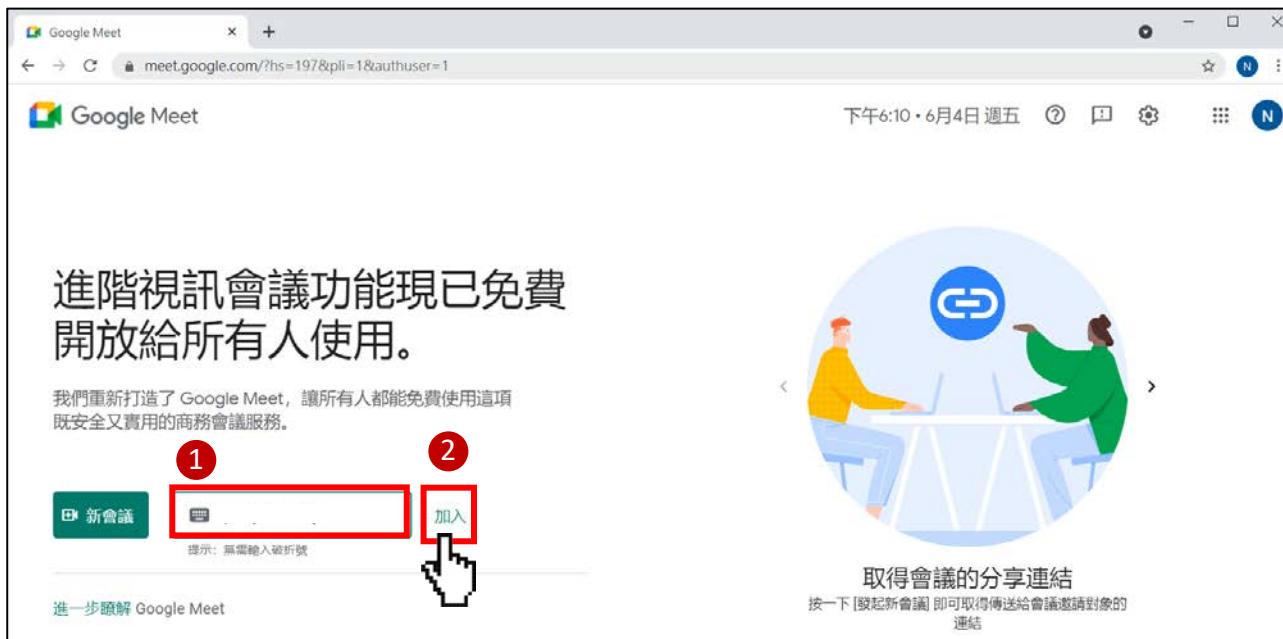 Google Meet
meet.google.com/?hs=197&pli=1&authuser=1
N
Google Meet
下午6:10 • 6月4日 週五
N
進階視訊會議功能現已免費
開放給所有人使用。
我們重新打造了 Google Meet，讓所有人都能免費使用這項
既安全又實用的商務會議服務。
1
2
新會議
加入
提示：無需輸入破折號
進一步瞭解 Google Meet
取得會議的分享連結
按一下 [發起新會議] 即可取得傳送給會議邀請對象的
連結